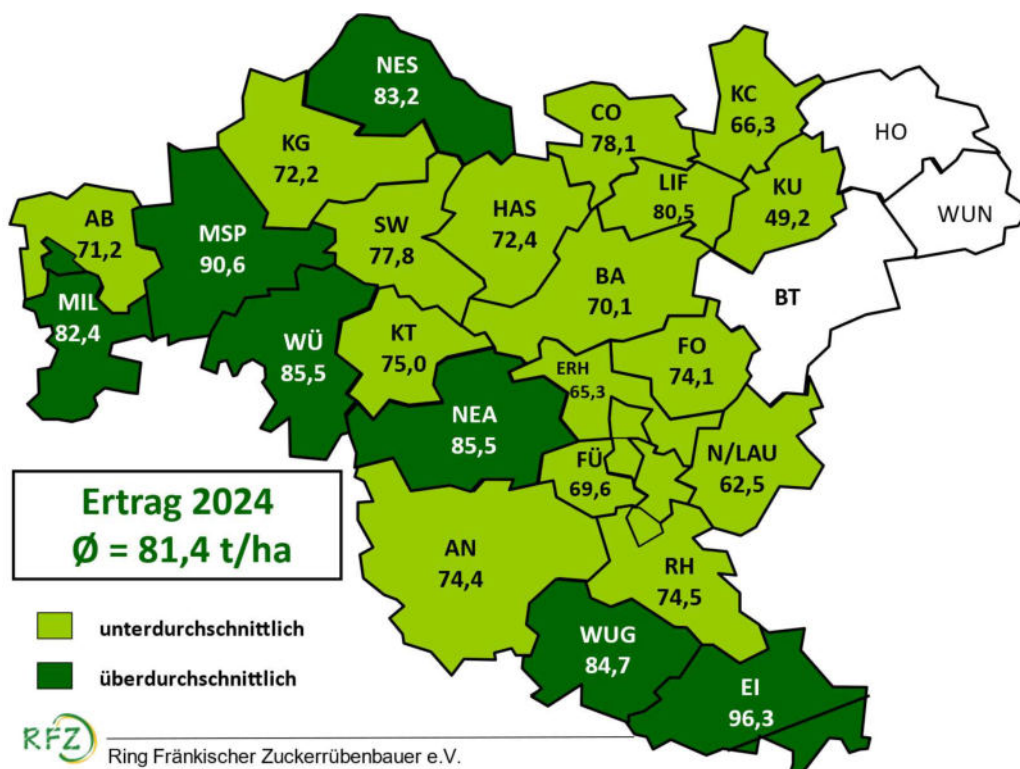 NES
83,2
KC
66,3
CO
78,1
HO
KG
72,2
LIF
80,5
KU
49,2
WUN
AB
71,2
MSP
90,6
SW
77,8
HAS
72,4
BA
70,1
BT
MIL
82,4
WÜ
85,5
KT
75,0
ERH
65,3
FO
74,1
NEA
85,5
FÜ
69,6
N/LAU
62,5
Ertrag 2024
Ø = 81,4 t/ha
AN
74,4
RH
74,5
WUG
84,7
EI
96,3
unterdurchschnittlich
überdurchschnittlich
RFZ
Ring Fränkischer Zuckerrübenbauer e.V.